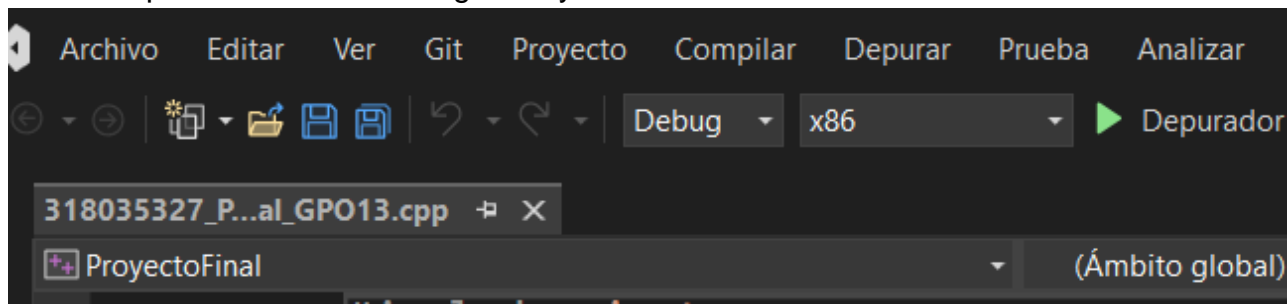 Archivo Editar Ver Git Proyecto Compilar Depurar Prueba Analizar
Debug x86 Depurador
318035327_P...al_GPO13.cpp
ProyectoFinal (Ámbito global)